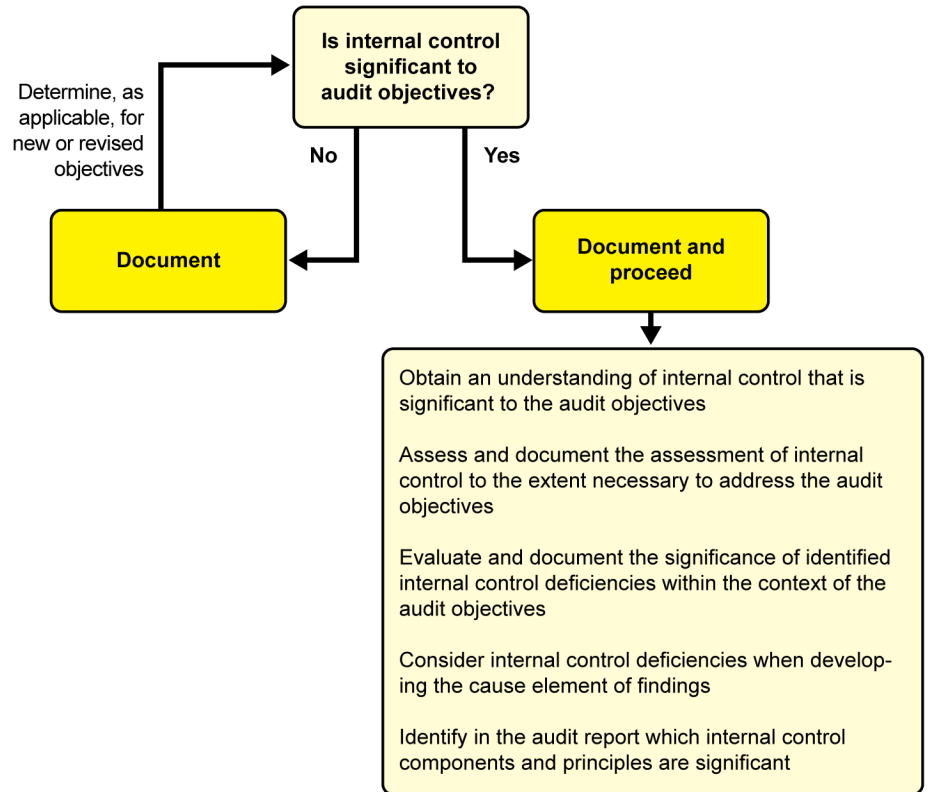 Is internal control
significant to
audit objectives?
Determine, as
applicable, for
new or revised
objectives
No
Yes
Document
Document and
proceed
Obtain an understanding of internal control that is
significant to the audit objectives
Assess and document the assessment of internal
control to the extent necessary to address the audit
objectives
Evaluate and document the significance of identified
internal control deficiencies within the context of the
audit objectives
Consider internal control deficiencies when develop-
ing the cause element of findings
Identify in the audit report which internal control
components and principles are significant